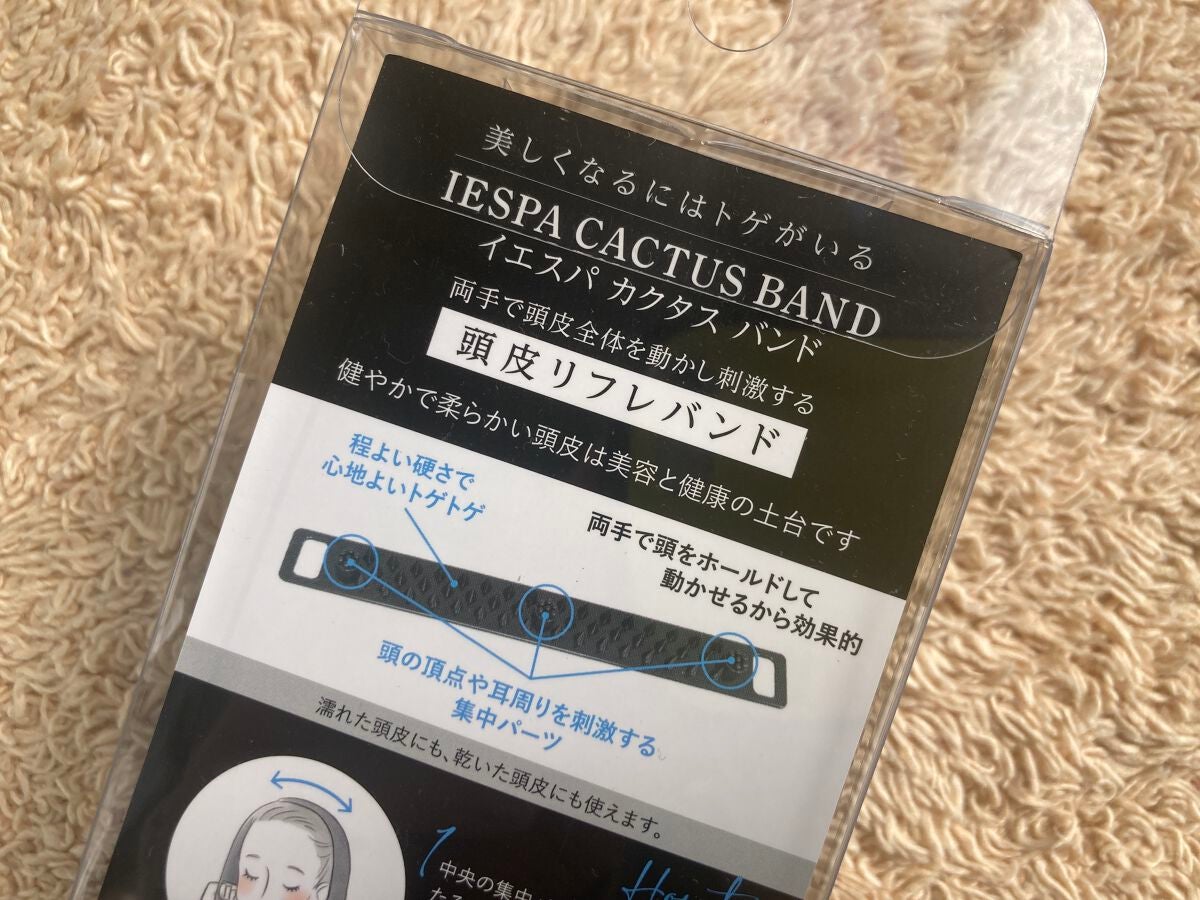 美しくなるにはトゲがいる
IESPA CACTUS BAND
イエスパ カクタス バンド
両手で頭皮全体を動かし刺激する
頭皮リフレバンド
健やかで柔らかい頭皮は美容と健康の土台です
程よい硬さで
心地よいトゲトゲ
両手で頭をホールドして
動かせるから効果的
頭の頂点や耳周りを刺激する
集中パーツ
濡れた頭皮にも、乾いた頭皮にも使えます。
1
中央の集中